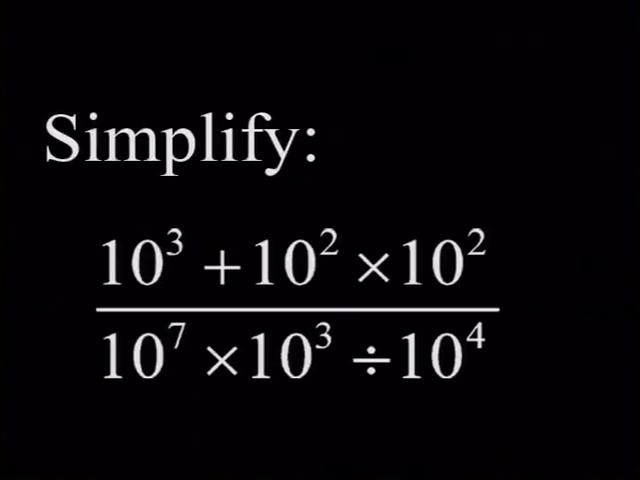 Simplify:
10³ + 10² × 10²
10⁷ × 10³ ÷ 10⁴